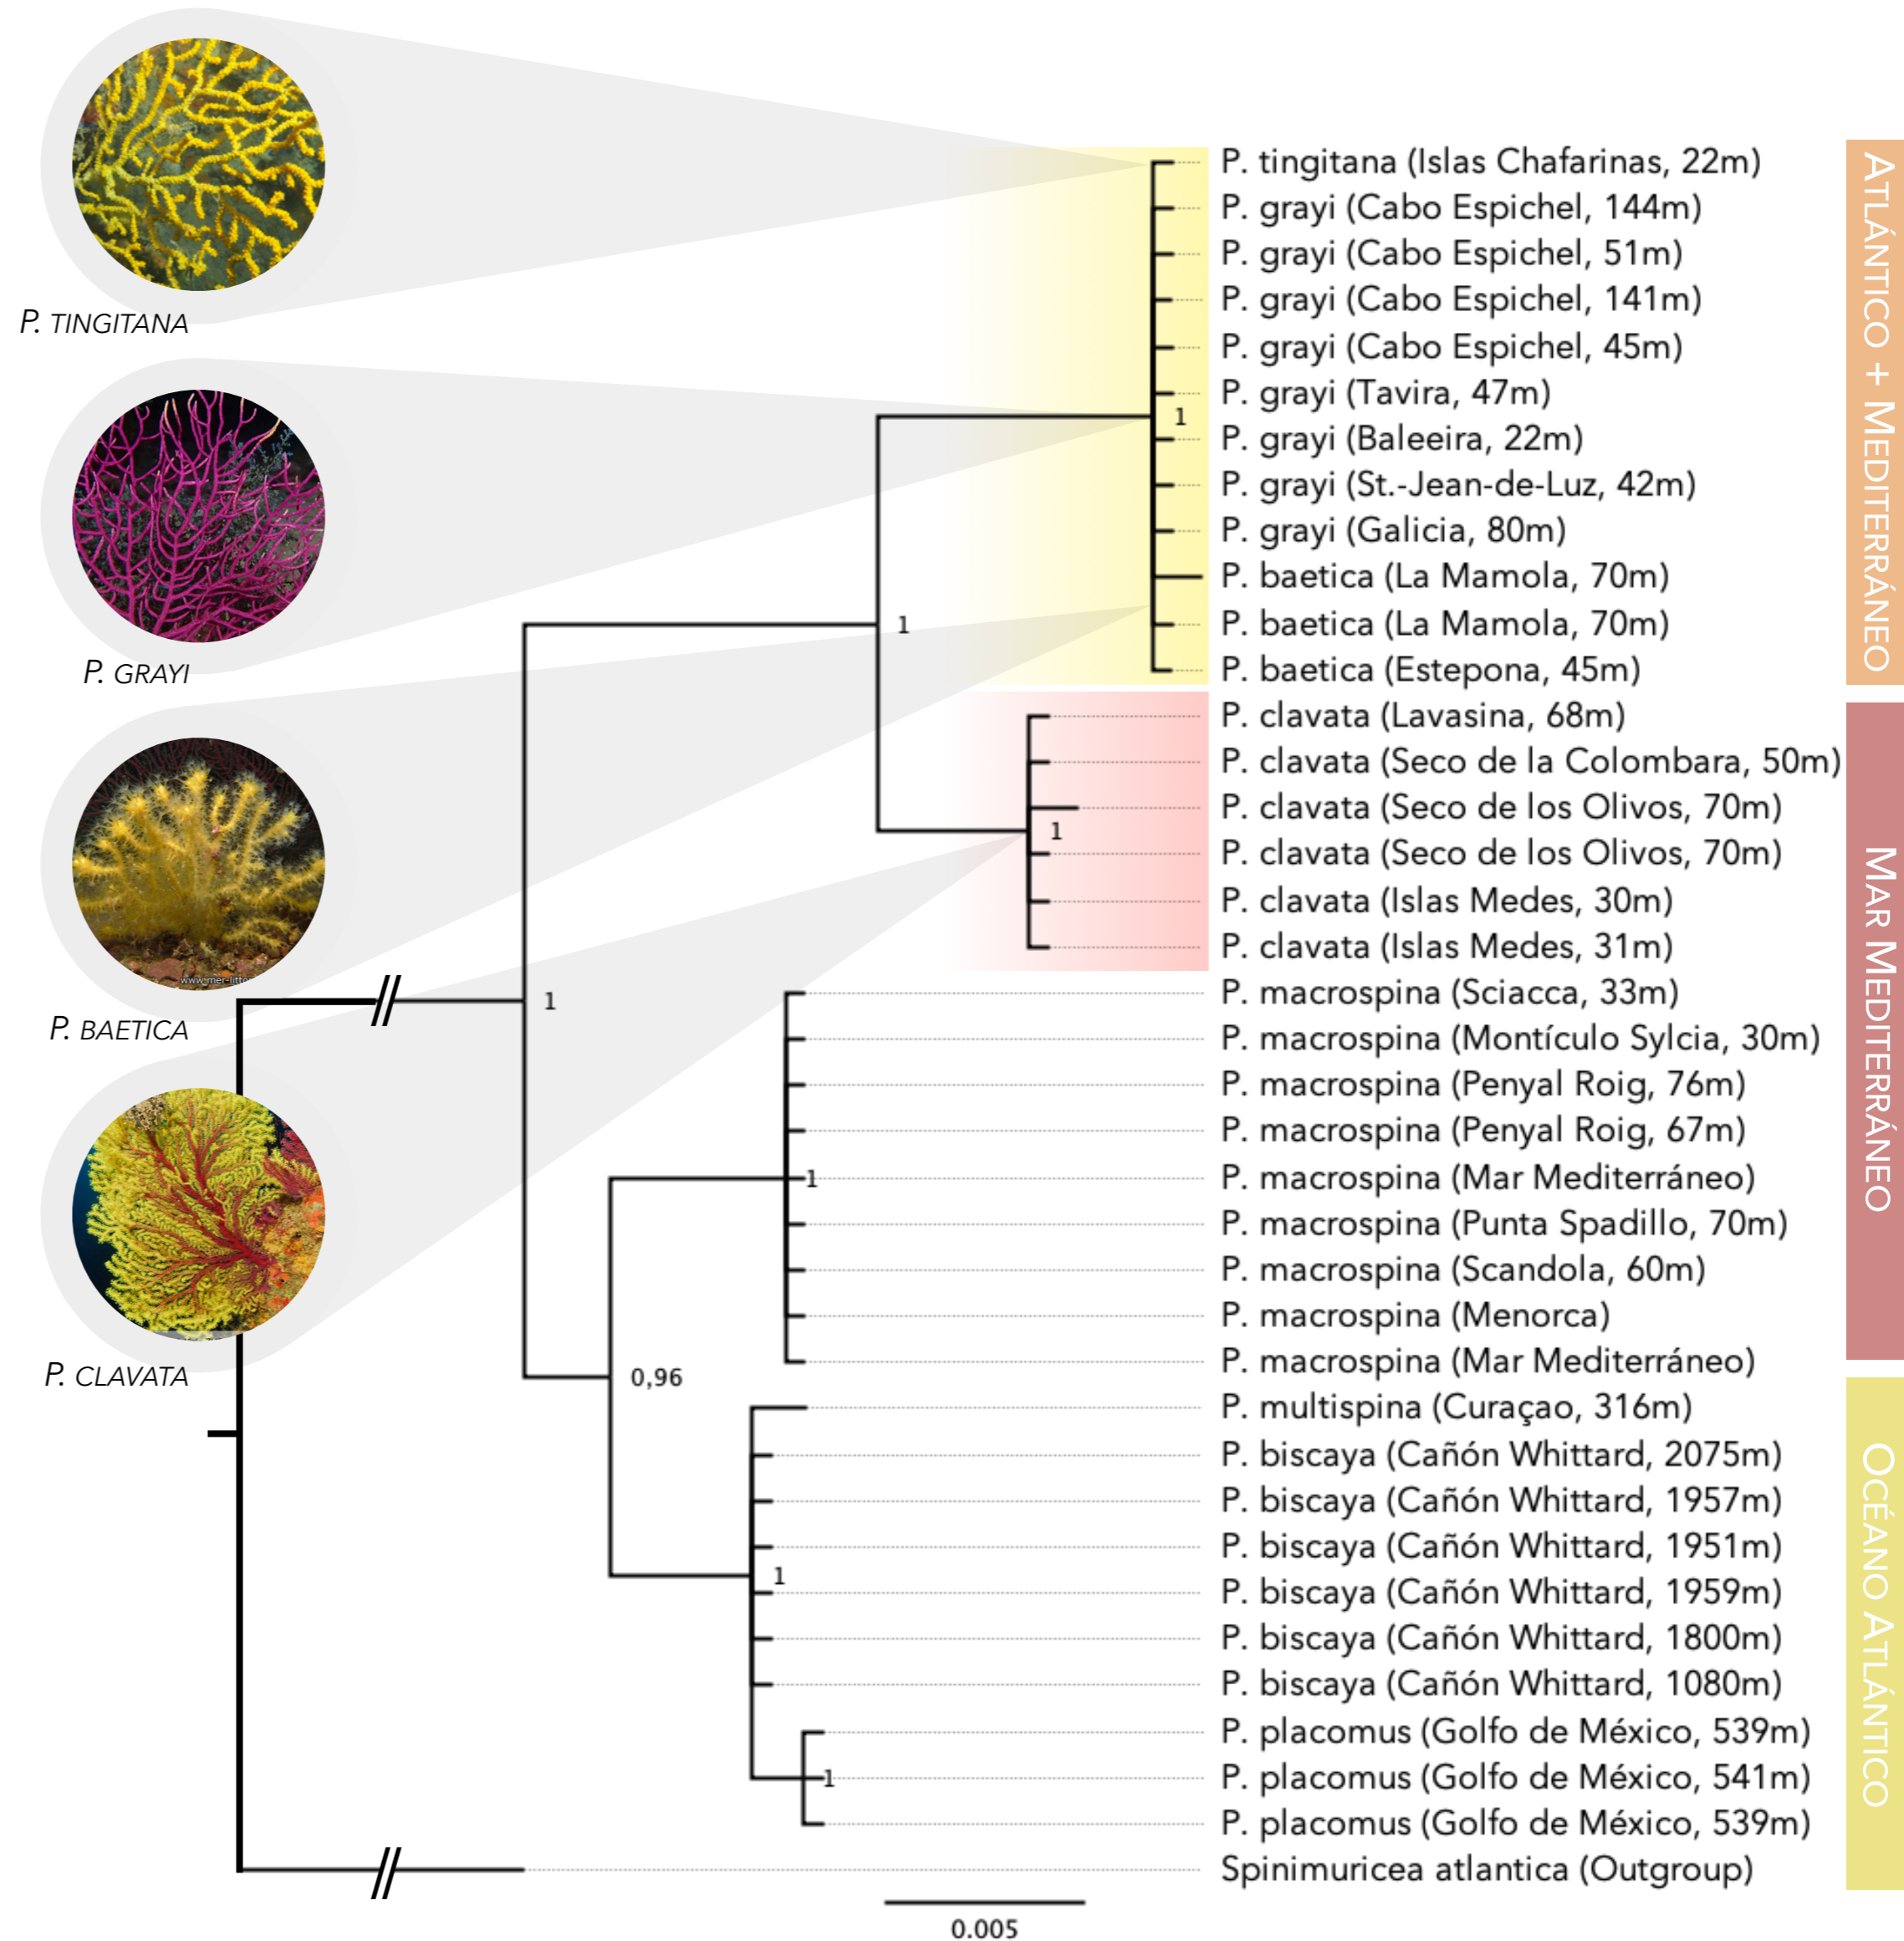 P. TINGITANA
P. GRAYI
www.mer-litto
P. BAETICA
P. CLAVATA
P. tingitana (Islas Chafarinas, 22m)
P. grayi (Cabo Espichel, 144m)
P. grayi (Cabo Espichel, 51m)
P. grayi (Cabo Espichel, 141m)
P. grayi (Cabo Espichel, 45m)
P. grayi (Tavira, 47m)
1
P. grayi (Baleeira, 22m)
P. grayi (St.-Jean-de-Luz, 42m)
P. grayi (Galicia, 80m)
P. baetica (La Mamola, 70m)
1
P. baetica (La Mamola, 70m)
P. baetica (Estepona, 45m)
P. clavata (Lavasina, 68m)
P. clavata (Seco de la Colombara, 50m)
P. clavata (Seco de los Olivos, 70m)
1
P. clavata (Seco de los Olivos, 70m)
P. clavata (Islas Medes, 30m)
P. clavata (Islas Medes, 31m)
1
P. macrospina (Sciacca, 33m)
P. macrospina (Montículo Sylcia, 30m)
P. macrospina (Penyal Roig, 76m)
P. macrospina (Penyal Roig, 67m)
1
P. macrospina (Mar Mediterráneo)
P. macrospina (Punta Spadillo, 70m)
P. macrospina (Scandola, 60m)
P. macrospina (Menorca)
P. macrospina (Mar Mediterráneo)
0,96
P. multispina (Curaçao, 316m)
P. biscaya (Cañón Whittard, 2075m)
P. biscaya (Cañón Whittard, 1957m)
P. biscaya (Cañón Whittard, 1951m)
1
P. biscaya (Cañón Whittard, 1959m)
P. biscaya (Cañón Whittard, 1800m)
P. biscaya (Cañón Whittard, 1080m)
P. placomus (Golfo de México, 539m)
1
P. placomus (Golfo de México, 541m)
P. placomus (Golfo de México, 539m)
Spinimuricea atlantica (Outgroup)
0.005
ATLÁNTICO + MEDITERRÁNEO
MAR MEDITERRÁNEO
OCÉANO ATLÁNTICO